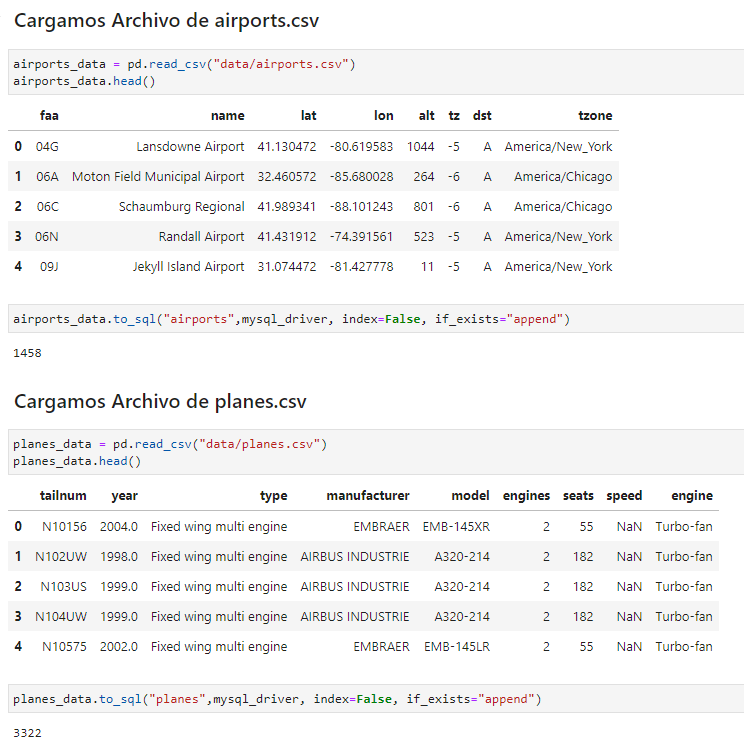 Cargamos Archivo de airports.csv
airports_data = pd.read_csv("data/airports.csv")
airports_data.head()
faa name lat lon alt tz dst tzone
0 04G Lansdowne Airport 41.130472 -80.619583 1044 -5 A America/New_York
1 06A Moton Field Municipal Airport 32.460572 -85.680028 264 -6 A America/Chicago
2 06C Schaumburg Regional 41.989341 -88.101243 801 -6 A America/Chicago
3 06N Randall Airport 41.431912 -74.391561 523 -5 A America/New_York
4 09J Jekyll Island Airport 31.074472 -81.427778 11 -5 A America/New_York
airports_data.to_sql("airports",mysql_driver, index=False, if_exists="append")
1458
Cargamos Archivo de planes.csv
planes_data = pd.read_csv("data/planes.csv")
planes_data.head()
tailnum year type manufacturer model engines seats speed engine
0 N10156 2004.0 Fixed wing multi engine EMBRAER EMB-145XR 2 55 NaN Turbo-fan
1 N102UW 1998.0 Fixed wing multi engine AIRBUS INDUSTRIE A320-214 2 182 NaN Turbo-fan
2 N103US 1999.0 Fixed wing multi engine AIRBUS INDUSTRIE A320-214 2 182 NaN Turbo-fan
3 N104UW 1999.0 Fixed wing multi engine AIRBUS INDUSTRIE A320-214 2 182 NaN Turbo-fan
4 N10575 2002.0 Fixed wing multi engine EMBRAER EMB-145LR 2 55 NaN Turbo-fan
planes_data.to_sql("planes",mysql_driver, index=False, if_exists="append")
3322